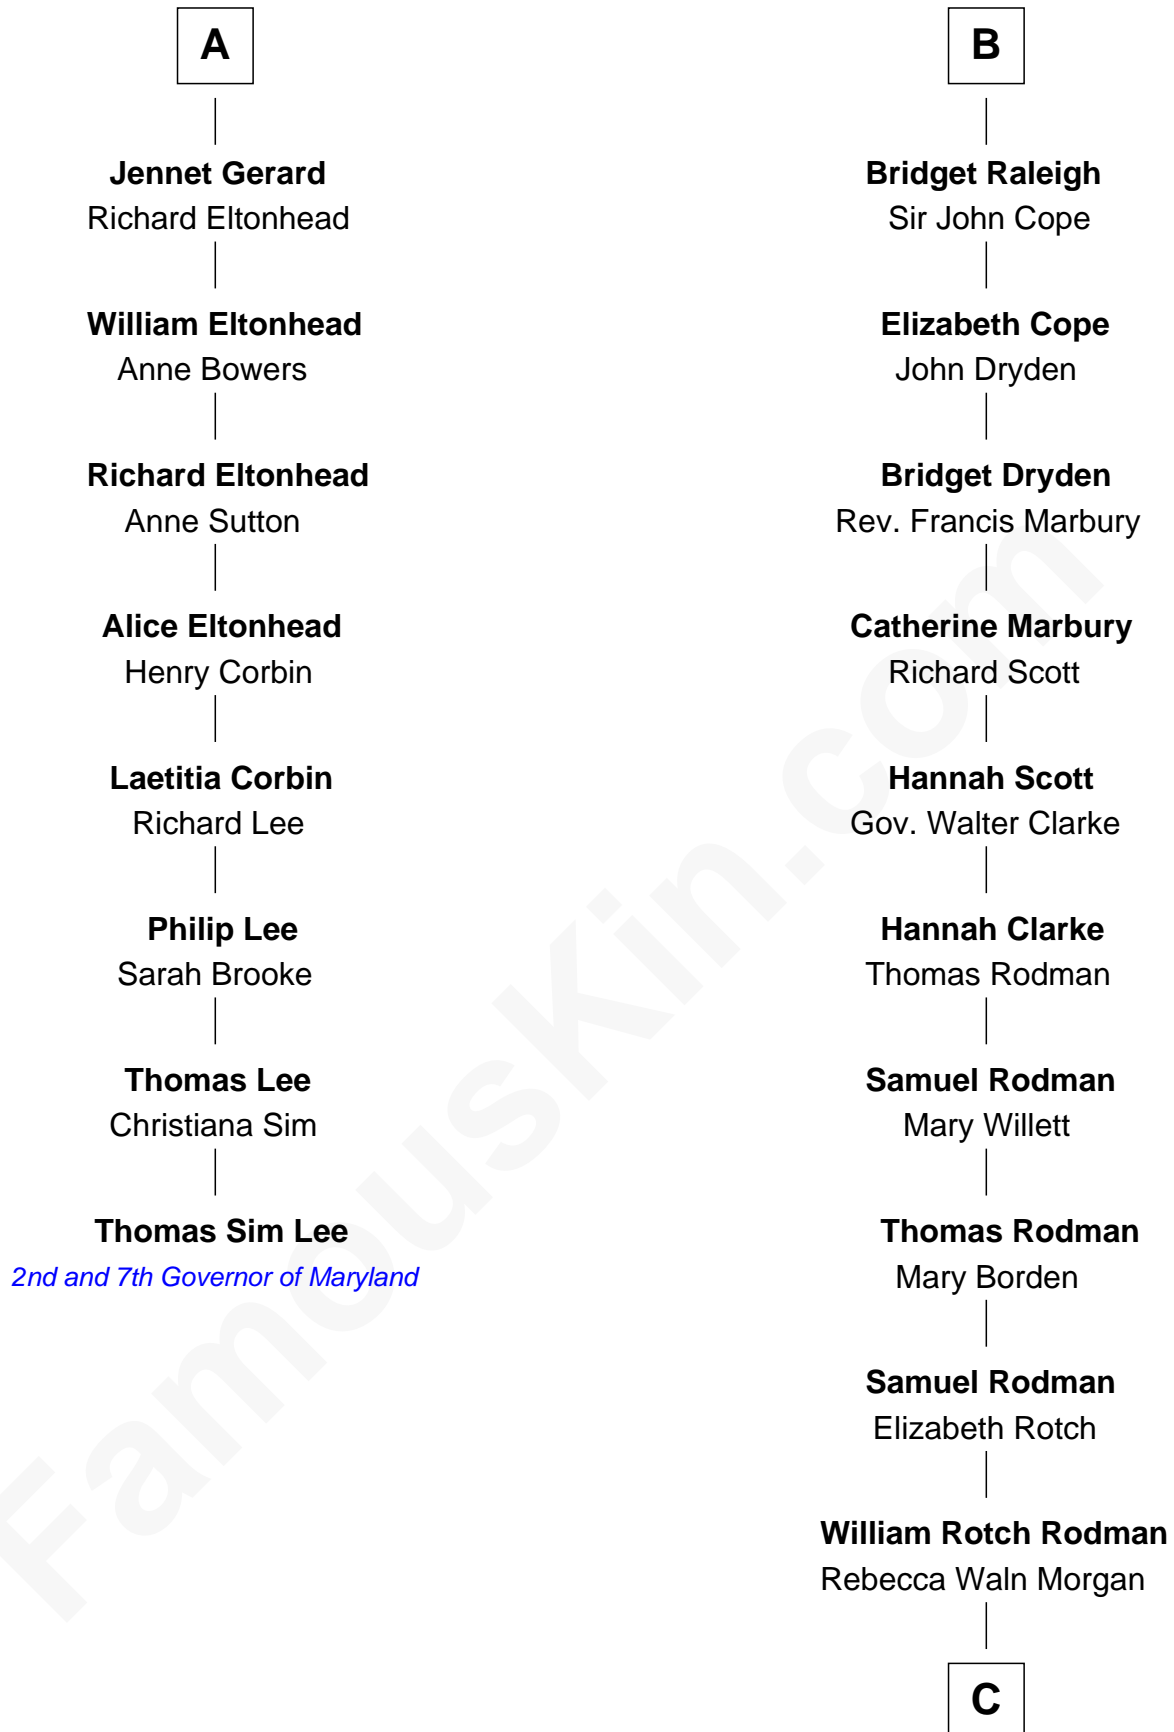 A
Jennet Gerard
Richard Eltonhead
William Eltonhead
Anne Bowers
Richard Eltonhead
Anne Sutton
Alice Eltonhead
Henry Corbin
Laetitia Corbin
Richard Lee
Philip Lee
Sarah Brooke
Thomas Lee
Christiana Sim
Thomas Sim Lee
2nd and 7th Governor of Maryland
B
Bridget Raleigh
Sir John Cope
Elizabeth Cope
John Dryden
Bridget Dryden
Rev. Francis Marbury
Catherine Marbury
Richard Scott
Hannah Scott
Gov. Walter Clarke
Hannah Clarke
Thomas Rodman
Samuel Rodman
Mary Willett
Thomas Rodman
Mary Borden
Samuel Rodman
Elizabeth Rotch
William Rotch Rodman
Rebecca Waln Morgan
C
FamousKin.com